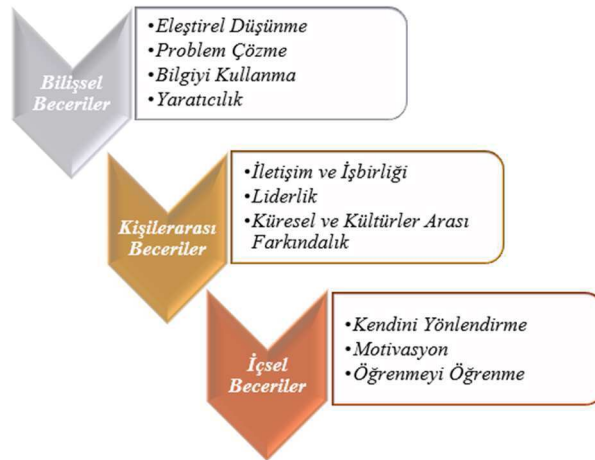 Bilişsel
Beceriler
•Eleştirel Düşünme
•Problem Çözme
•Bilgiyi Kullanma
•Yaratıcılık
Kişilerarası
Beceriler
•İletişim ve İşbirliği
•Liderlik
•Küresel ve Kültürler Arası
Farkındalık
İçsel
Beceriler
•Kendini Yönlendirme
•Motivasyon
•Öğrenmeyi Öğrenme